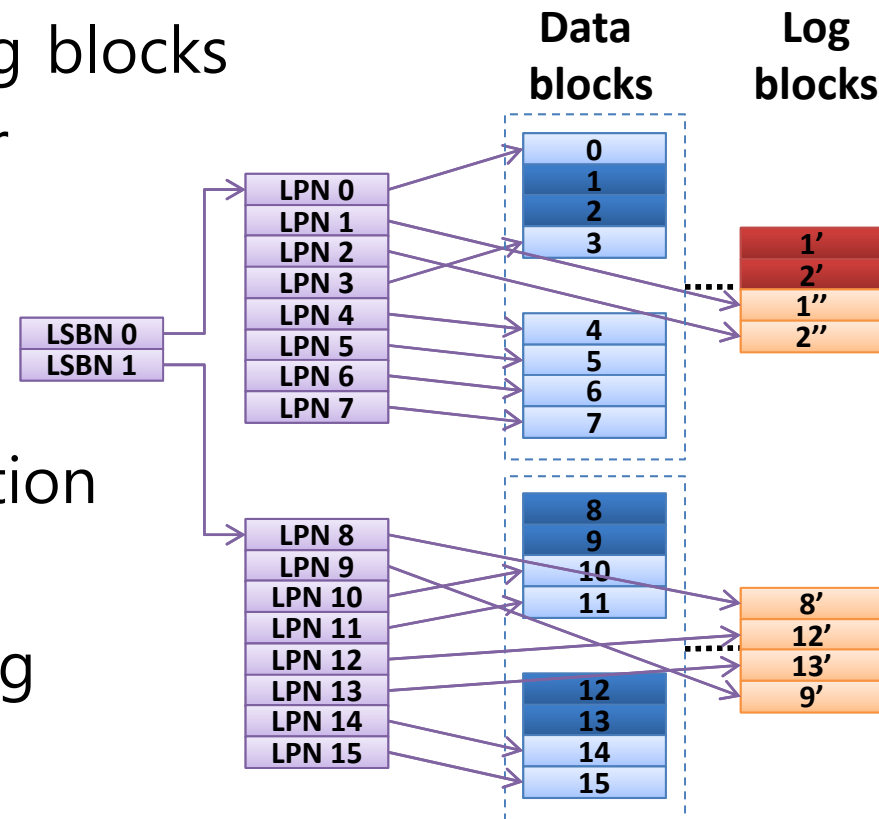 g blocks
Data blocks
Log blocks
LSBN 0
LSBN 1
LPN 0
LPN 1
LPN 2
LPN 3
LPN 4
LPN 5
LPN 6
LPN 7
0
1
2
3
4
5
6
7
1’
2’
1’’
2’’
tion
g
LPN 8
LPN 9
LPN 10
LPN 11
LPN 12
LPN 13
LPN 14
LPN 15
8
9
10
11
12
13
14
15
8’
12’
13’
9’